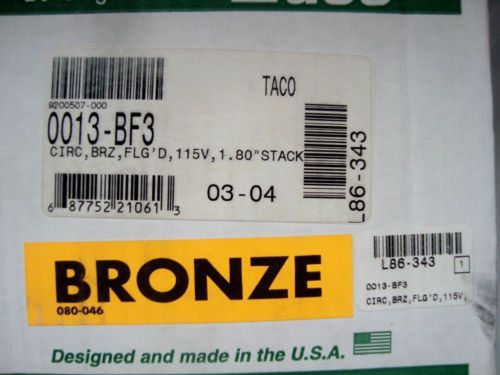 TACO
9200507-000
0013-BF3
CIRC,BRZ,FLG'D,115V,1.80"STACK
6 87752 21061 3
03-04
L86-343
BRONZE
080-046
L86-343
1
0013-BF3
CIRC,BRZ,FLG'D,115V,
Designed and made in the U.S.A.